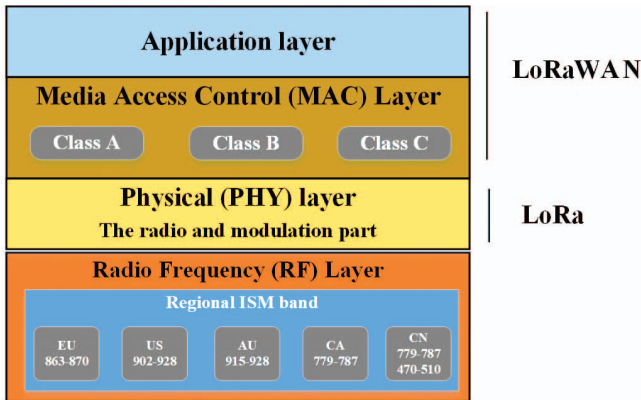 Application layer
LoRaWAN
Media Access Control (MAC) Layer
Class A
Class B
Class C
Physical (PHY) layer
The radio and modulation part
LoRa
Radio Frequency (RF) Layer
Regional ISM band
EU
863-870
US
902-928
AU
915-928
CA
779-787
CN
779-787
470-510